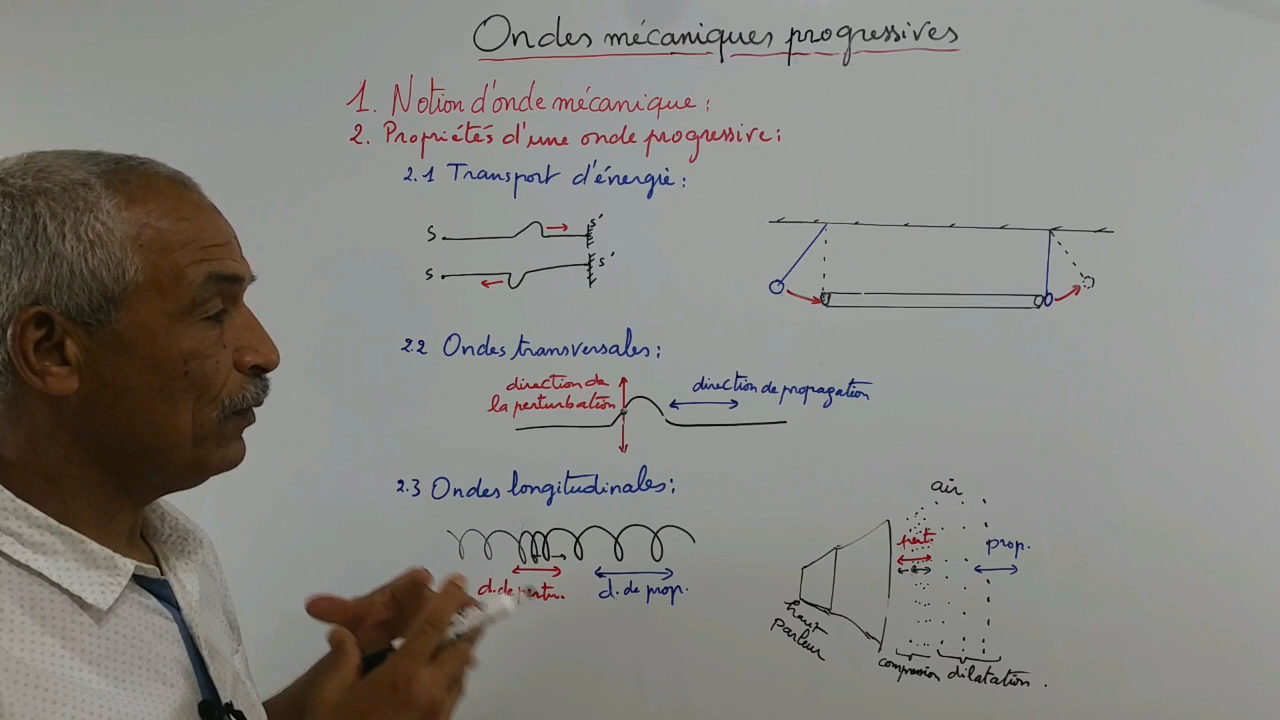 Ondes mécaniques progressives
1. Notion d'onde mécanique :
2. Propriétés d'une onde progressive :
2.1 Transport d'énergie :
S
S'
S
S'
2.2 Ondes transversales :
direction de
la perturbation
direction de propagation
2.3 Ondes longitudinales :
d. de pertu.
d. de prop.
air
pert.
prop.
haut
parleur
compression dilatation.